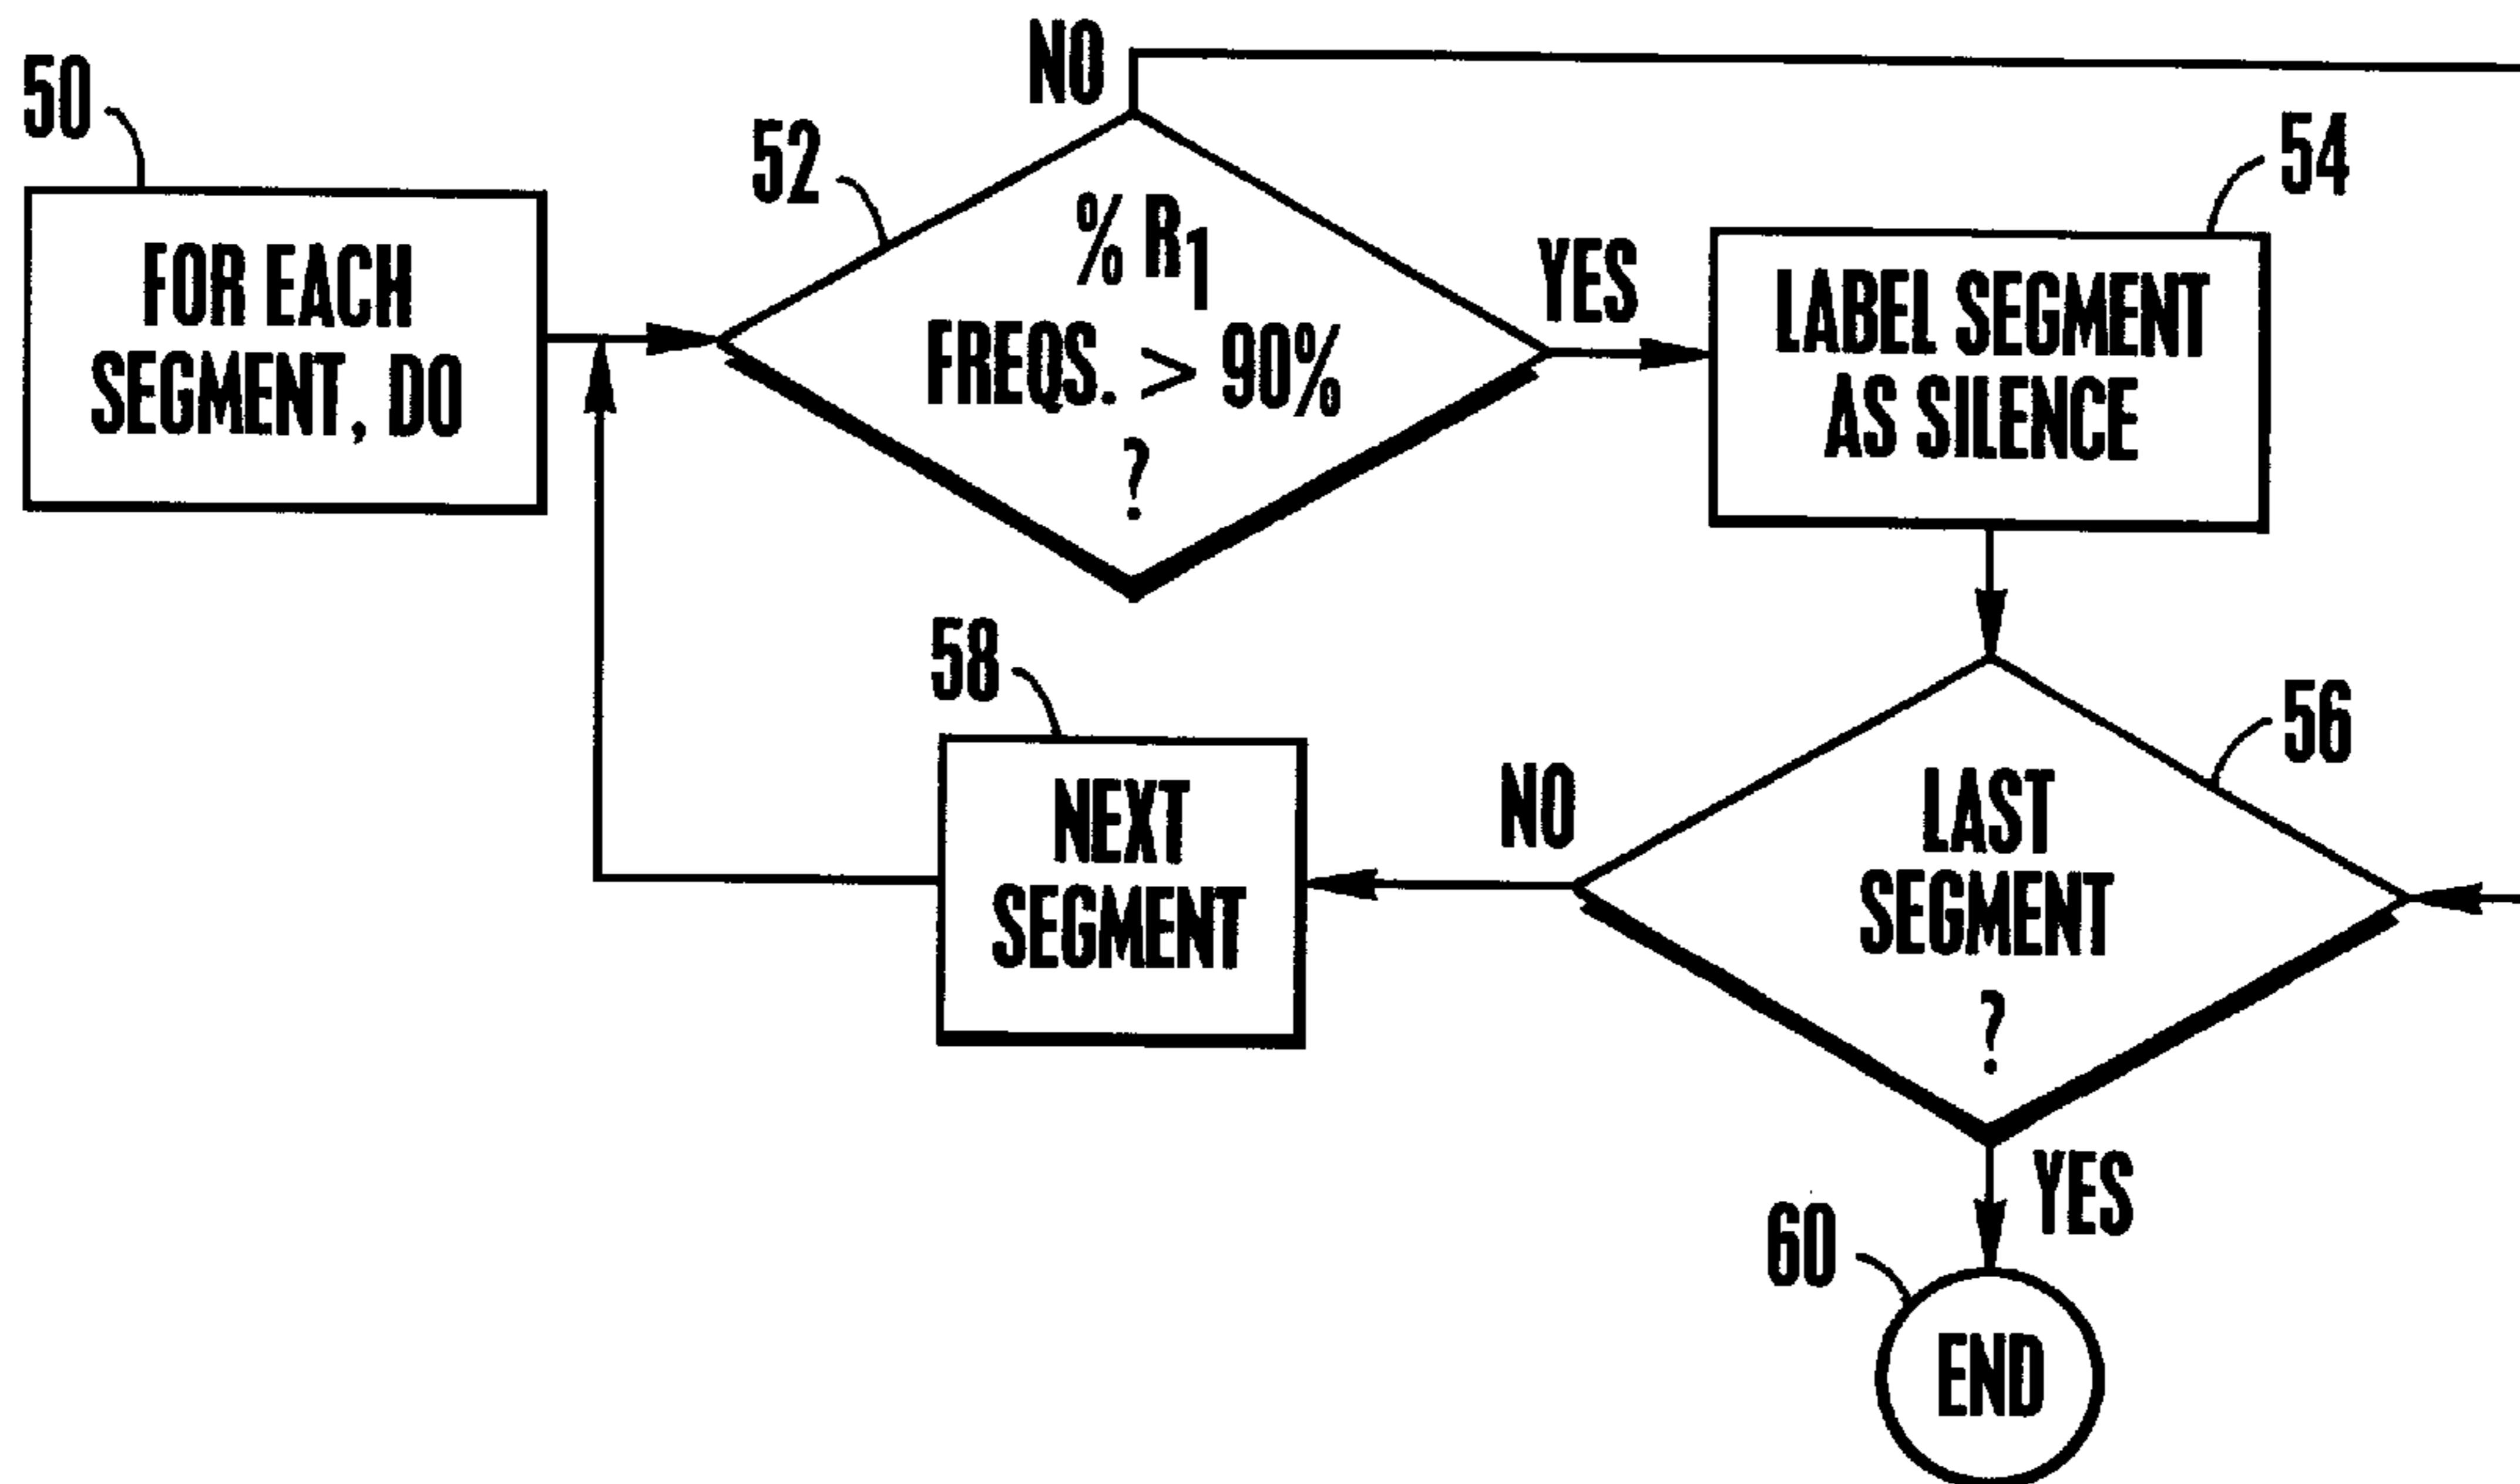 NO
50
52
54
% R1
FREQS. > 90%
?
FOR EACH
SEGMENT, DO
YES
LABEL SEGMENT
AS SILENCE
58
NEXT
SEGMENT
NO
56
LAST
SEGMENT
?
YES
60
END